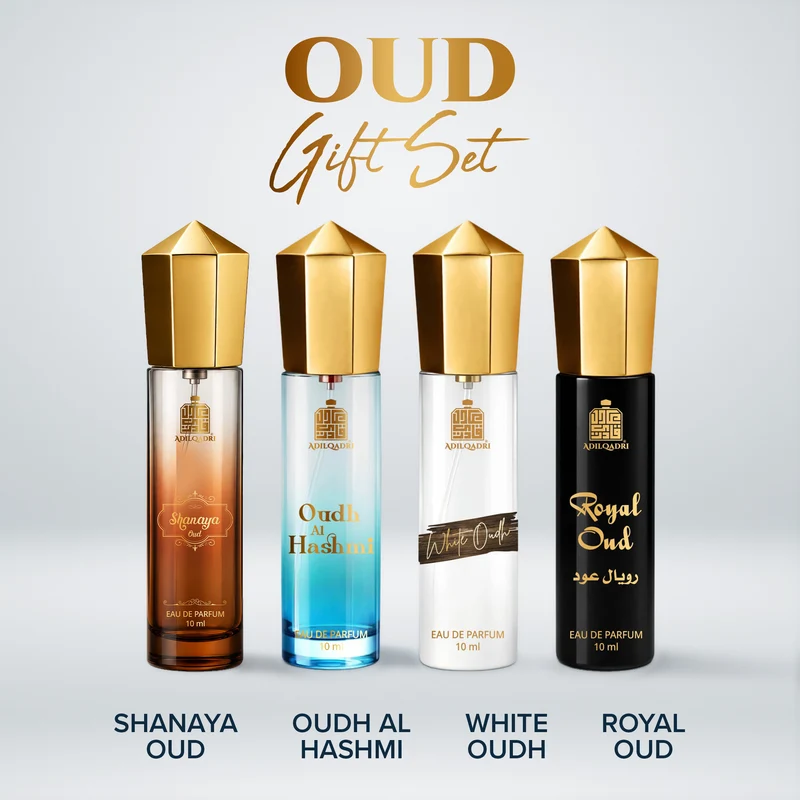 OUD
Gift Set
ADILQADRI
Shanaya
Oud
EAU DE PARFUM
10 ml
ADILQADRI
Oudh
Al
Hashmi
EAU DE PARFUM
10 ml
ADILQADRI
White Oudh
EAU DE PARFUM
10 ml
ADILQADRI
Royal
Oud
رويال عود
EAU DE PARFUM
10 ml
SHANAYA
OUD
OUDH AL
HASHMI
WHITE
OUDH
ROYAL
OUD